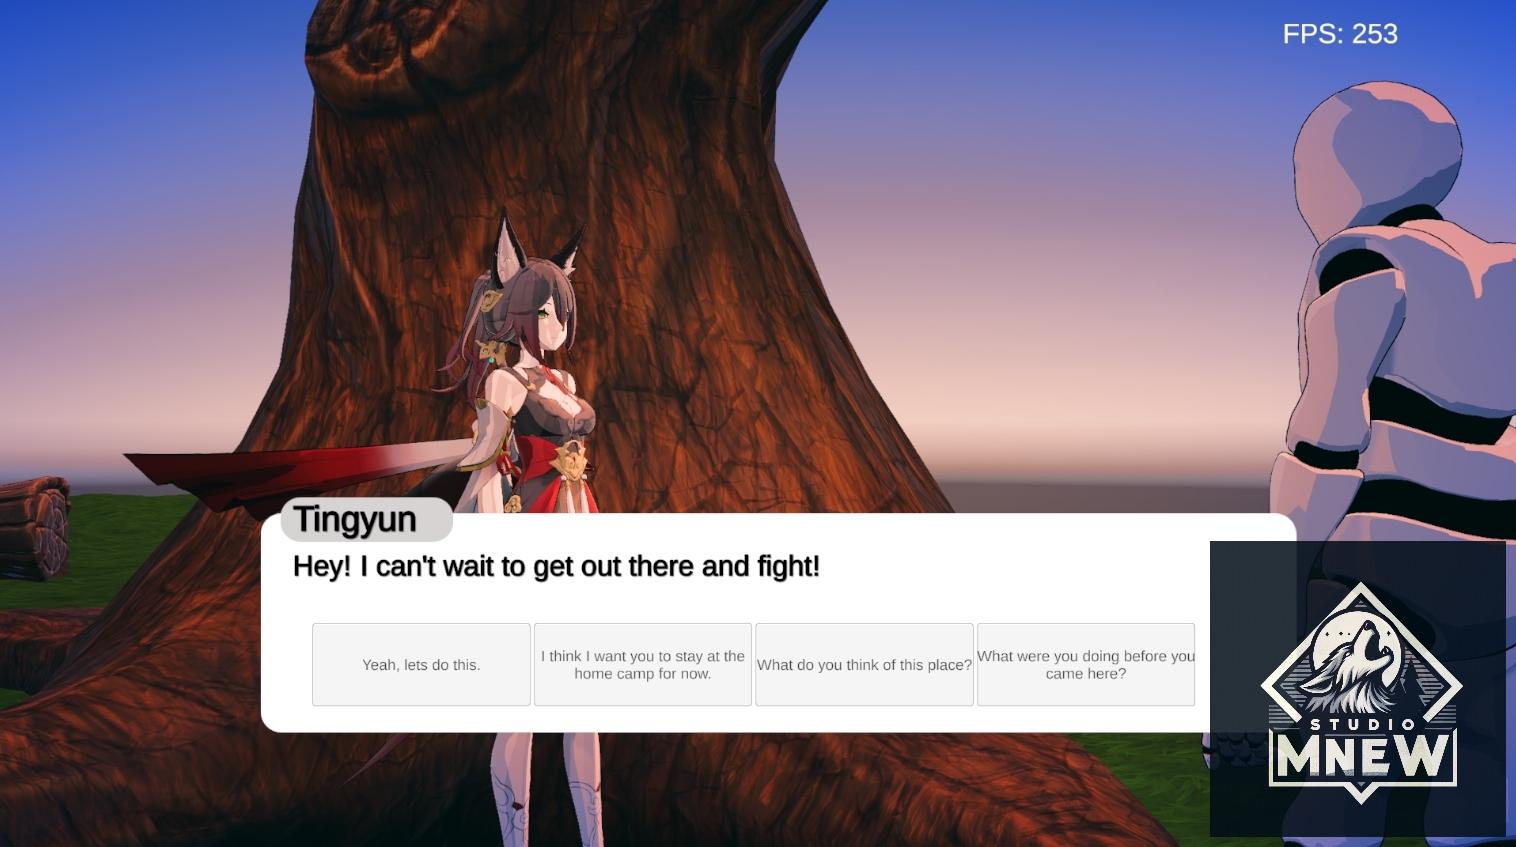 FPS: 253
Tingyun
Hey! I can't wait to get out there and fight!
Yeah, lets do this.
I think I want you to stay at the
home camp for now.
What do you think of this place?
What were you doing before you
came here?
STUDIO
MNEW